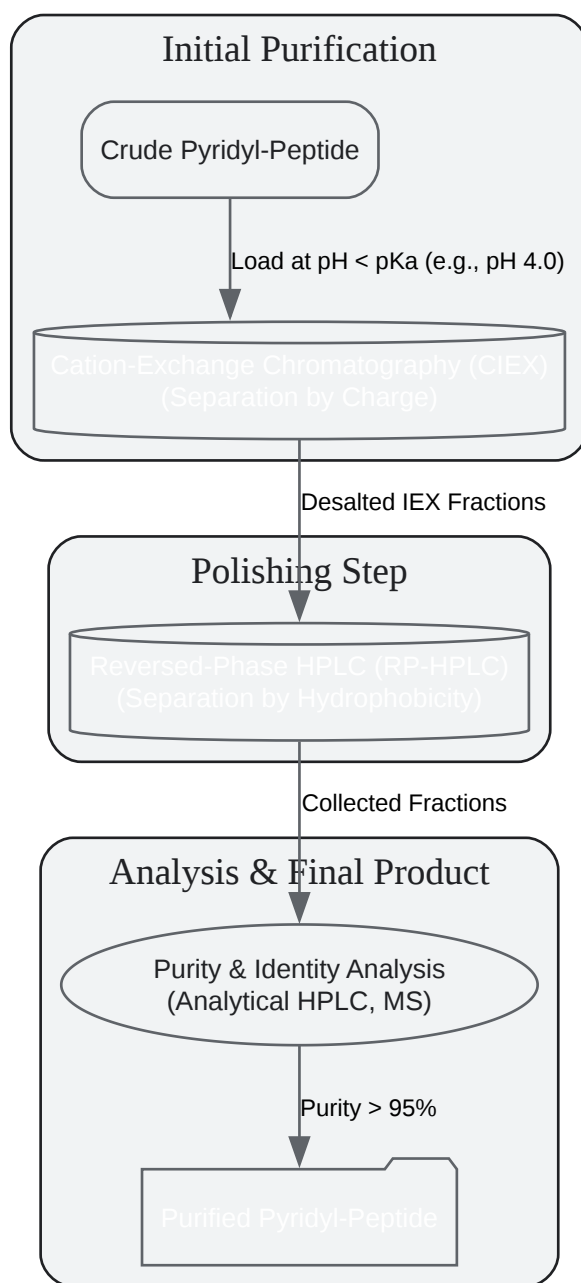 Initial Purification
Crude Pyridyl-Peptide
Load at pH < pKa (e.g., pH 4.0)
Cation-Exchange Chromatography (CIEX)
(Separation by Charge)
Desalted IEX Fractions
Polishing Step
Reversed-Phase HPLC (RP-HPLC)
(Separation by Hydrophobicity)
Collected Fractions
Analysis & Final Product
Purity & Identity Analysis
(Analytical HPLC, MS)
Purity > 95%
Purified Pyridyl-Peptide